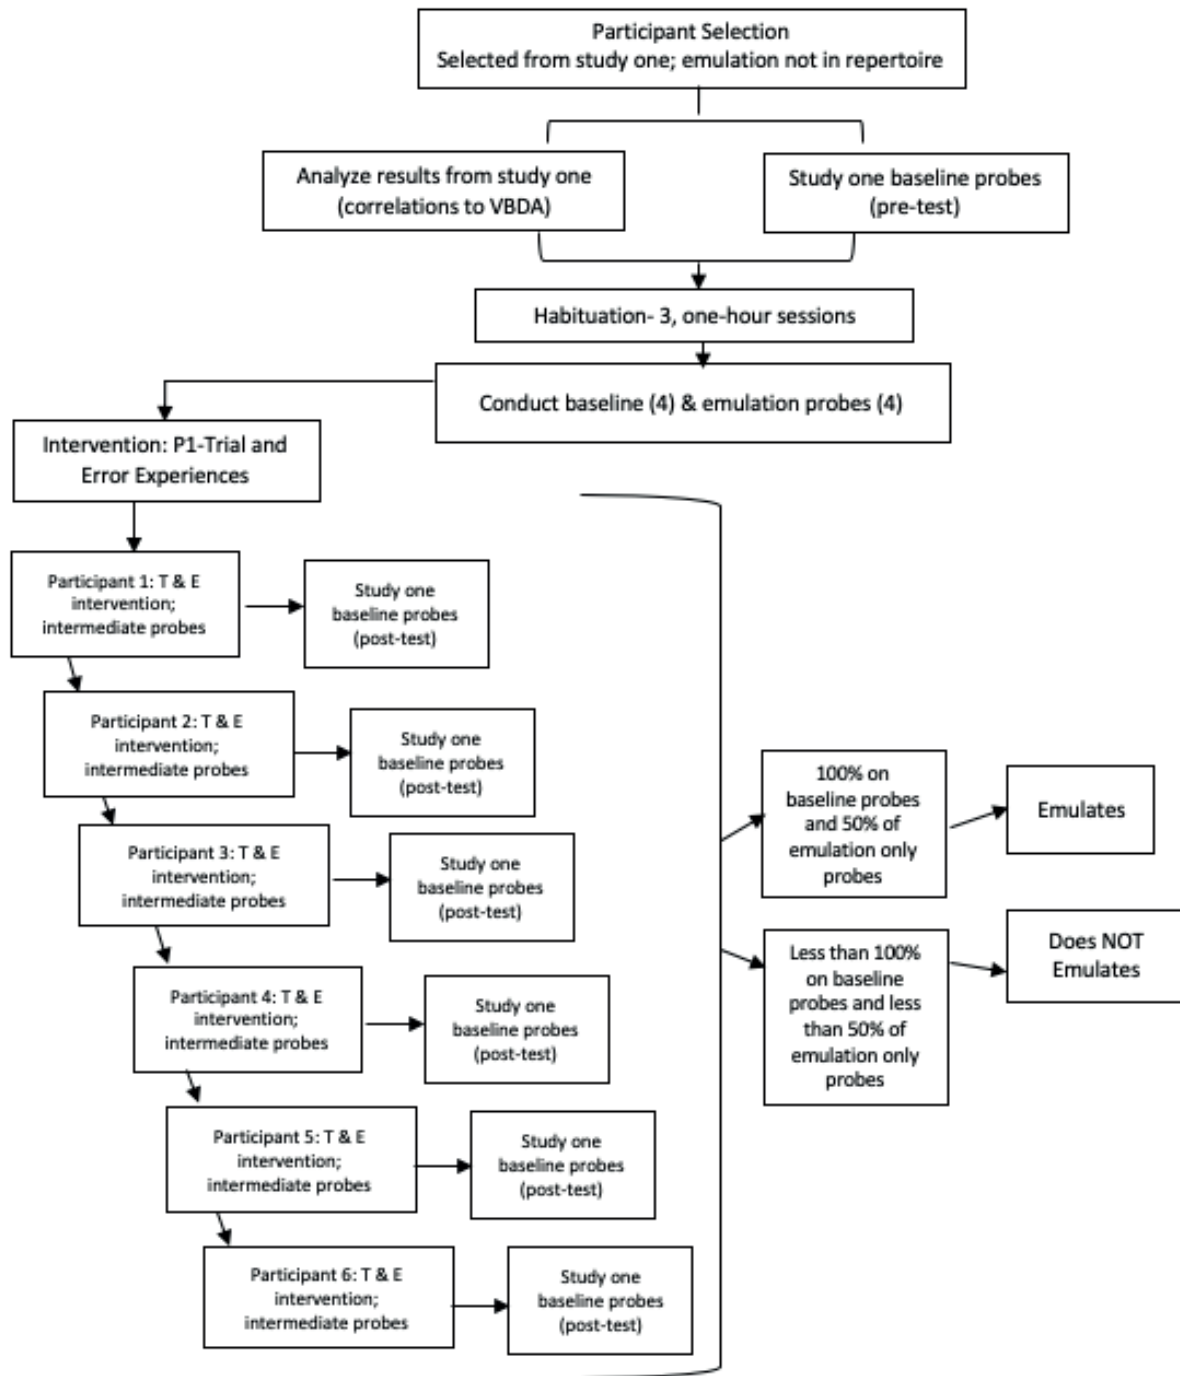 Participant Selection
Selected from study one; emulation not in repertoire
Analyze results from study one
(correlations to VBDA)
Study one baseline probes
(pre-test)
Habituation- 3, one-hour sessions
Conduct baseline (4) & emulation probes (4)
Intervention: P1-Trial and
Error Experiences
Participant 1: T & E
intervention;
intermediate probes
Study one
baseline probes
(post-test)
Participant 2: T & E
intervention;
intermediate probes
Study one
baseline probes
(post-test)
Participant 3: T & E
intervention;
intermediate probes
Study one
baseline probes
(post-test)
Participant 4: T & E
intervention;
intermediate probes
Study one
baseline probes
(post-test)
Participant 5: T & E
intervention;
intermediate probes
Study one
baseline probes
(post-test)
Participant 6: T & E
intervention;
intermediate probes
Study one
baseline probes
(post-test)
100% on
baseline probes
and 50% of
emulation only
probes
Emulates
Less than 100%
on baseline
probes and less
than 50% of
emulation only
probes
Does NOT
Emulates